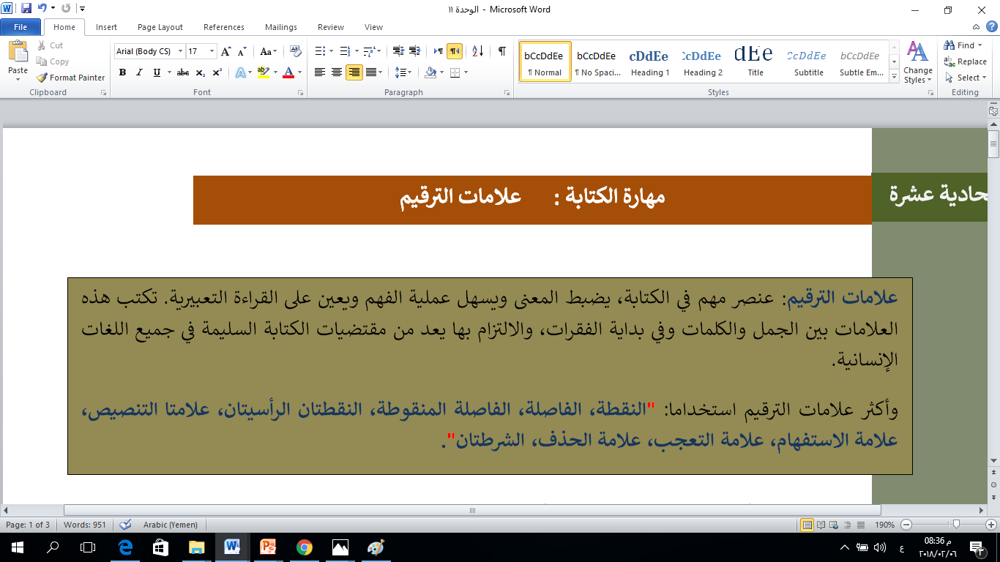 الوحدة ١١ - Microsoft Word
File Home Insert Page Layout References Mailings Review View
Paste
Cut
Copy
Format Painter
Clipboard
Arial (Body CS) 17
Font
Paragraph
bCcDdEe bCcDdEe cDdEe :CcDdEe dEe :CcDdEe bCcDdEe
¶ Normal ¶ No Spaci... Heading 1 Heading 2 Title Subtitle Subtle Em...
Change Styles
Styles
Find
Replace
Select
Editing
حادية عشرة
مهارة الكتابة : علامات الترقيم
علامات الترقيم: عنصر مهم في الكتابة، يضبط المعنى ويسهل عملية الفهم ويعين على القراءة التعبيرية. تكتب هذه
العلامات بين الجمل والكلمات وفي بداية الفقرات، والالتزام بها يعد من مقتضيات الكتابة السليمة في جميع اللغات
الإنسانية.
وأكثر علامات الترقيم استخداما: "النقطة، الفاصلة، الفاصلة المنقوطة، النقطتان الرأسيتان، علامتا التنصيص،
علامة الاستفهام، علامة التعجب، علامة الحذف، الشرطتان".
Page: 1 of 3 Words: 951 Arabic (Yemen) 190%
ع
08:36 م
٢٠١٨/٠٢/٠٦
٣